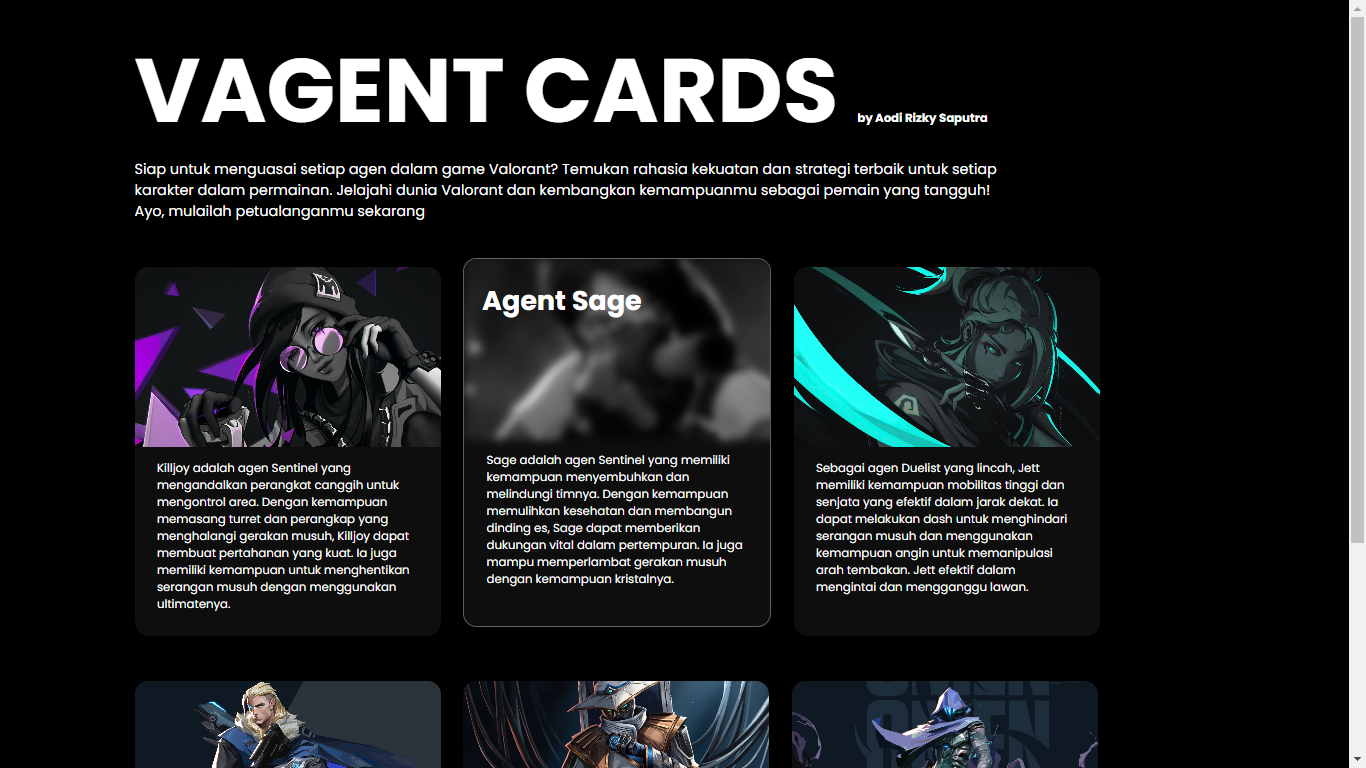 VAGENT CARDS by Aodi Rizky Saputra
Siap untuk menguasai setiap agen dalam game Valorant? Temukan rahasia kekuatan dan strategi terbaik untuk setiap
karakter dalam permainan. Jelajahi dunia Valorant dan kembangkan kemampuanmu sebagai pemain yang tangguh!
Ayo, mulailah petualanganmu sekarang
Killjoy adalah agen Sentinel yang
mengandalkan perangkat canggih untuk
mengontrol area. Dengan kemampuan
memasang turret dan perangkap yang
menghalangi gerakan musuh, Killjoy dapat
membuat pertahanan yang kuat. Ia juga
memiliki kemampuan untuk menghentikan
serangan musuh dengan menggunakan
ultimatenya.
Agent Sage
Sage adalah agen Sentinel yang memiliki
kemampuan menyembuhkan dan
melindungi timnya. Dengan kemampuan
memulihkan kesehatan dan membangun
dinding es, Sage dapat memberikan
dukungan vital dalam pertempuran. Ia juga
mampu memperlambat gerakan musuh
dengan kemampuan kristalnya.
Sebagai agen Duelist yang lincah, Jett
memiliki kemampuan mobilitas tinggi dan
senjata yang efektif dalam jarak dekat. Ia
dapat melakukan dash untuk menghindari
serangan musuh dan menggunakan
kemampuan angin untuk memanipulasi
arah tembakan. Jett efektif dalam
mengintai dan mengganggu lawan.